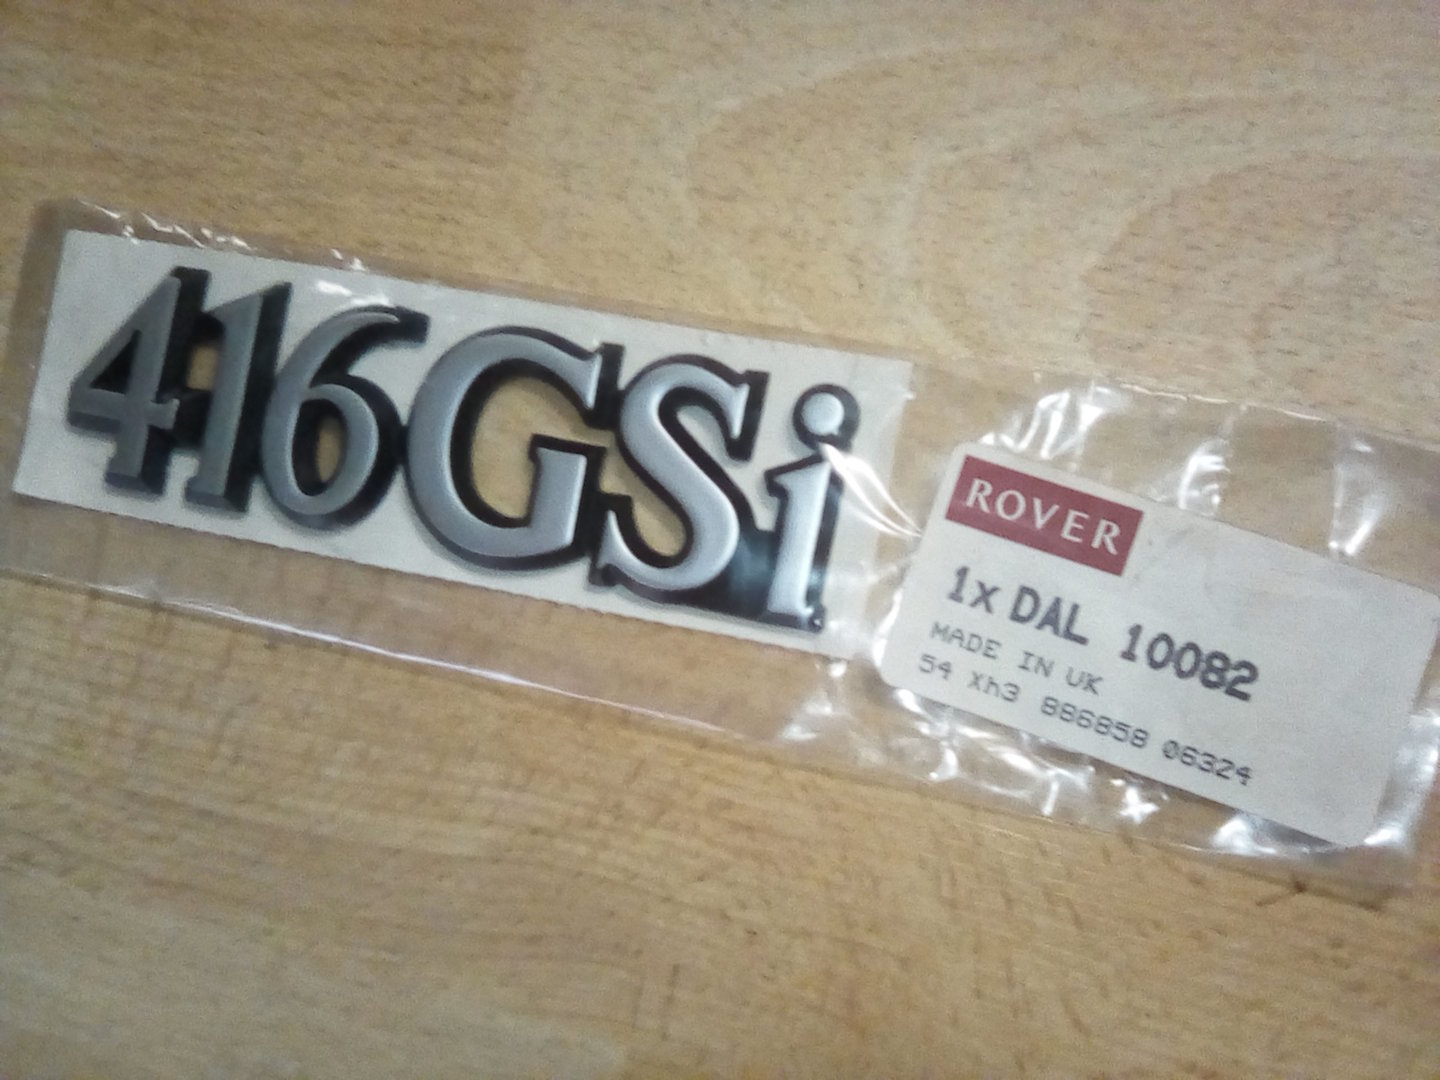 416GSi
ROVER
1x DAL 10082
MADE IN UK
54 Xh3 886858 06324